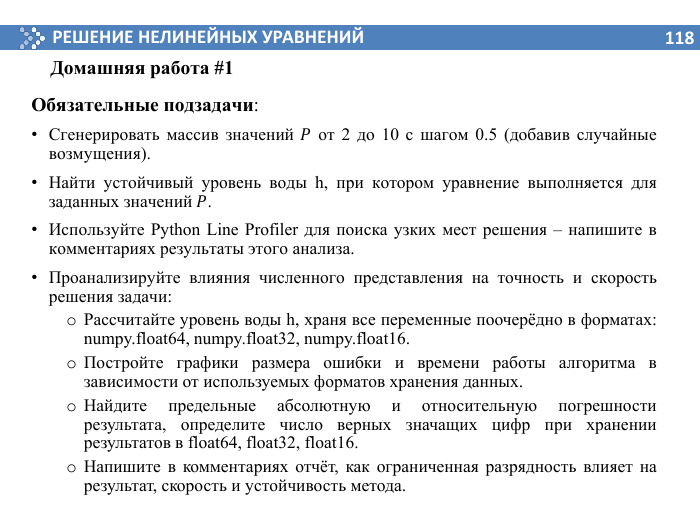 РЕШЕНИЕ НЕЛИНЕЙНЫХ УРАВНЕНИЙ 118
Домашняя работа #1
Обязательные подзадачи:
• Сгенерировать массив значений P от 2 до 10 с шагом 0.5 (добавив случайные
возмущения).
• Найти устойчивый уровень воды h, при котором уравнение выполняется для
заданных значений P.
• Используйте Python Line Profiler для поиска узких мест решения – напишите в
комментариях результаты этого анализа.
• Проанализируйте влияния численного представления на точность и скорость
решения задачи:
o Рассчитайте уровень воды h, храня все переменные поочерёдно в форматах:
numpy.float64, numpy.float32, numpy.float16.
o Постройте графики размера ошибки и времени работы алгоритма в
зависимости от используемых форматов хранения данных.
o Найдите предельные абсолютную и относительную погрешности
результата, определите число верных значащих цифр при хранении
результатов в float64, float32, float16.
o Напишите в комментариях отчёт, как ограниченная разрядность влияет на
результат, скорость и устойчивость метода.